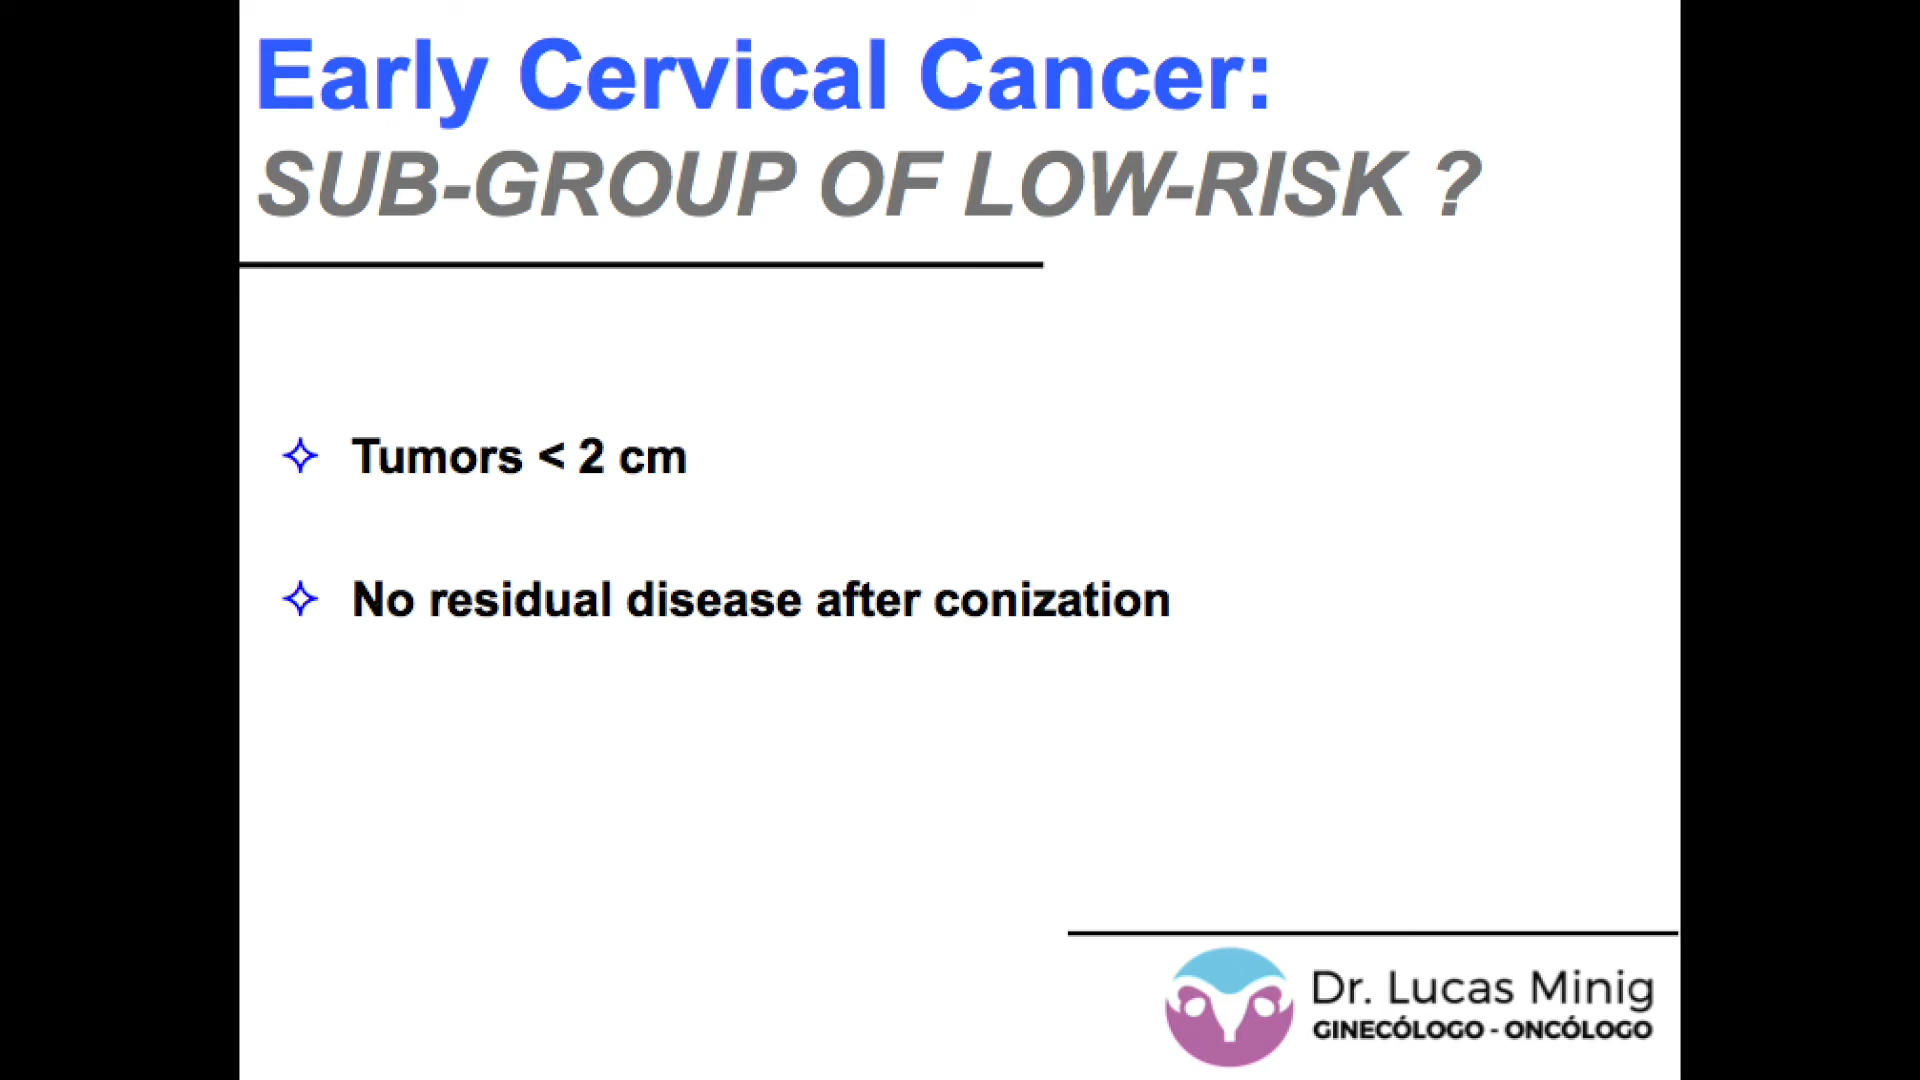 Early Cervical Cancer:
SUB-GROUP OF LOW-RISK ?
Tumors < 2 cm
No residual disease after conization
Dr. Lucas Minig
GINECÓLOGO - ONCÓLOGO